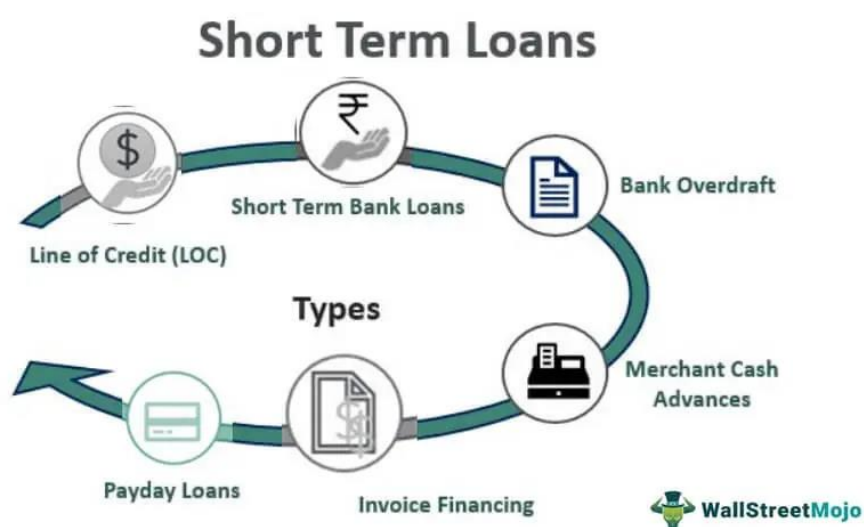 Short Term Loans
Line of Credit (LOC)
$
₹
Short Term Bank Loans
Bank Overdraft
Types
Merchant Cash
Advances
$
Invoice Financing
Payday Loans
WallStreetMojo